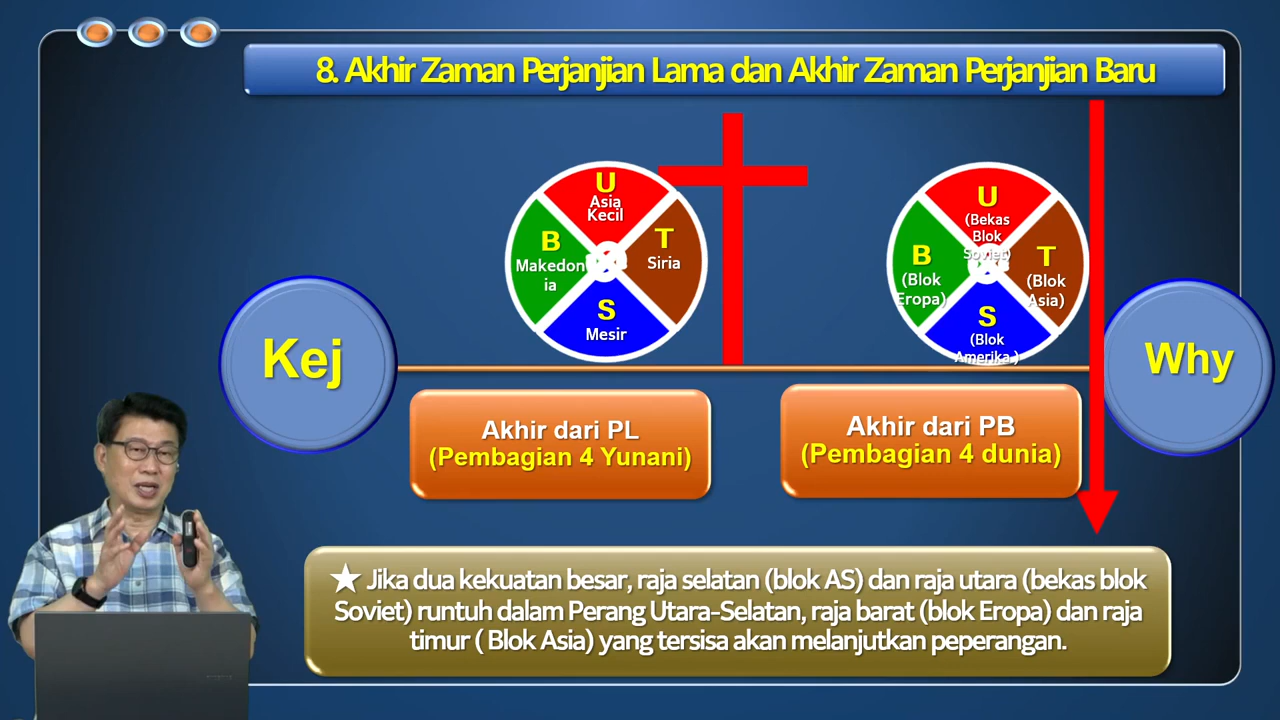 8. Akhir Zaman Perjanjian Lama dan Akhir Zaman Perjanjian Baru
U
Asia
Kecil
B
Makedon
ia
T
Siria
S
Mesir
U
(Bekas
Blok
Soviet)
B
(Blok
Eropa)
T
(Blok
Asia)
S
(Blok
Amerika )
Kej
Why
Akhir dari PL
(Pembagian 4 Yunani)
Akhir dari PB
(Pembagian 4 dunia)
★ Jika dua kekuatan besar, raja selatan (blok AS) dan raja utara (bekas blok
Soviet) runtuh dalam Perang Utara-Selatan, raja barat (blok Eropa) dan raja
timur ( Blok Asia) yang tersisa akan melanjutkan peperangan.